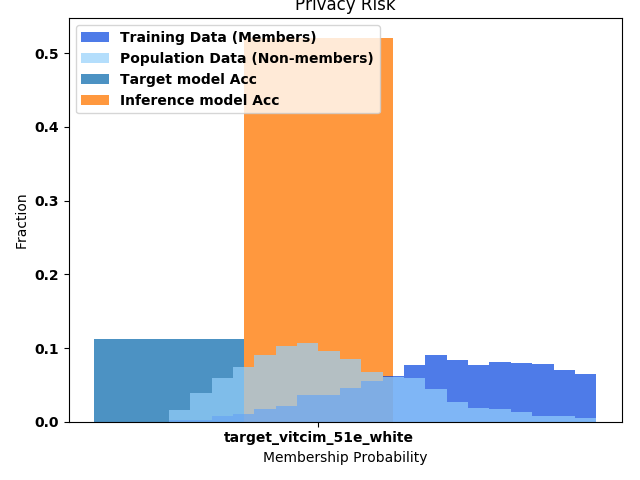 Privacy Risk
Training Data (Members)
Population Data (Non-members)
Target model Acc
Inference model Acc
0.5
0.4
0.3
0.2
0.1
0.0
Fraction
target_vitcim_51e_white
Membership Probability